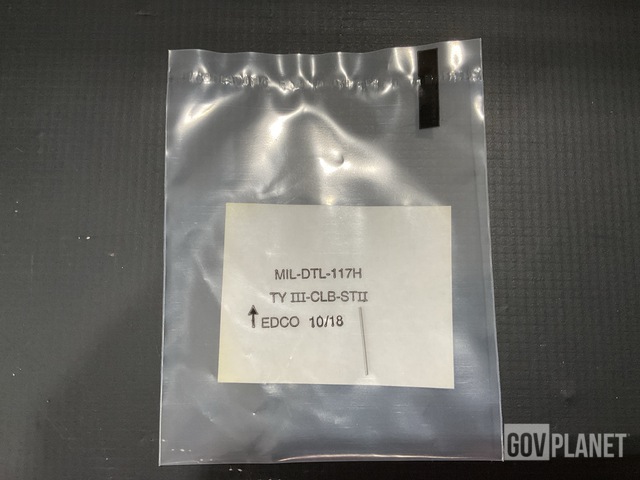 MIL-DTL-117H
TY III-CLB-STII
EDCO 10/18
GOVPLANET